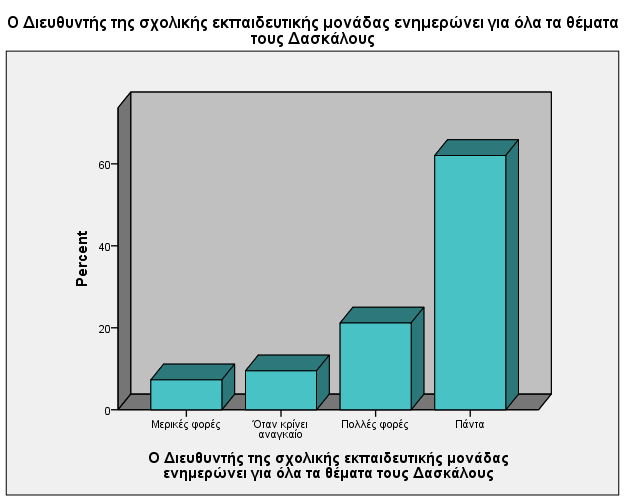 Ο Διευθυντής της σχολικής εκπαιδευτικής μονάδας ενημερώνει για όλα τα θέματα
τους Δασκάλους
60
40
20
0
Percent
Μερικές φορές
Όταν κρίνει
αναγκαίο
Πολλές φορές
Πάντα
Ο Διευθυντής της σχολικής εκπαιδευτικής μονάδας
ενημερώνει για όλα τα θέματα τους Δασκάλους